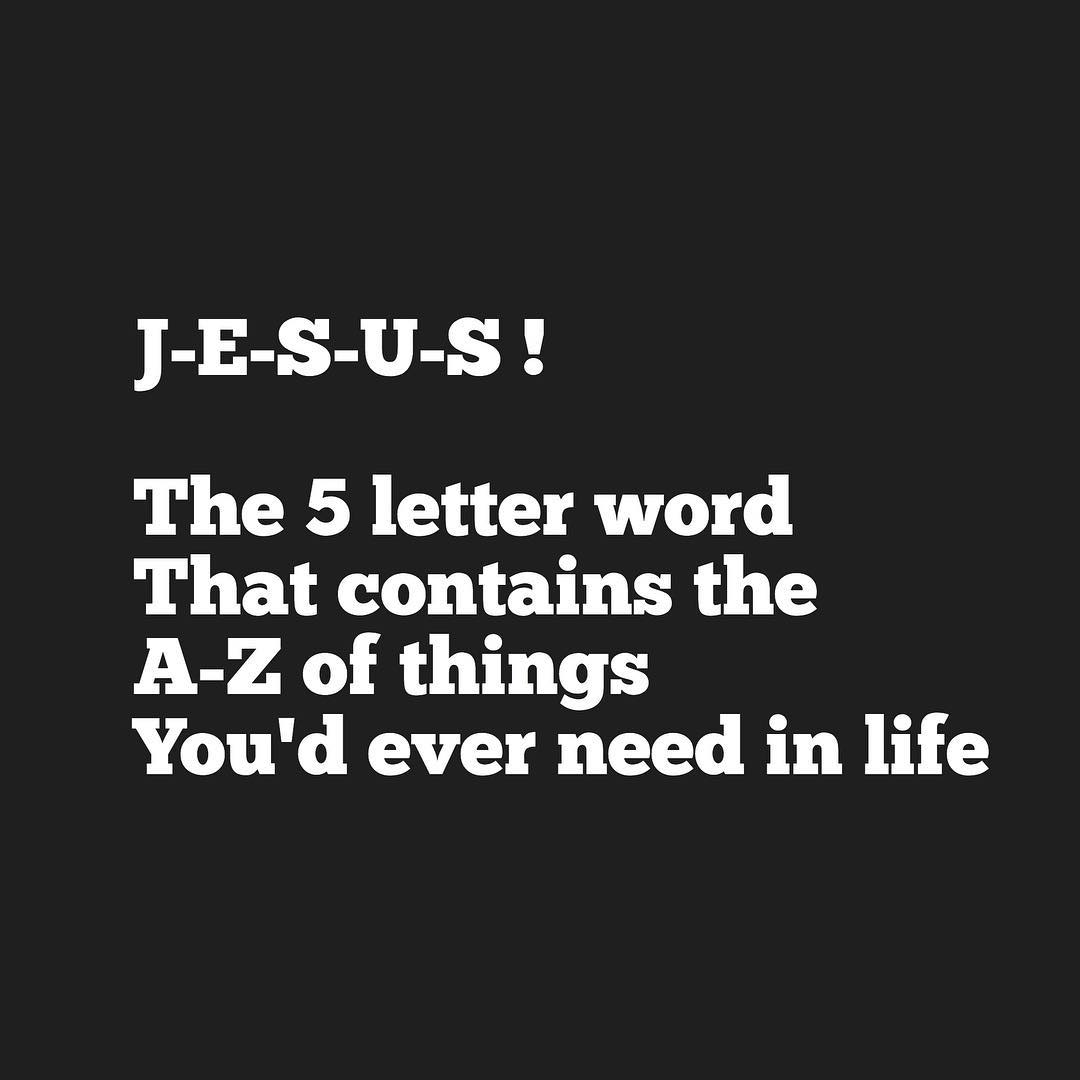 J-E-S-U-S !
The 5 letter word
That contains the
A-Z of things
You'd ever need in life